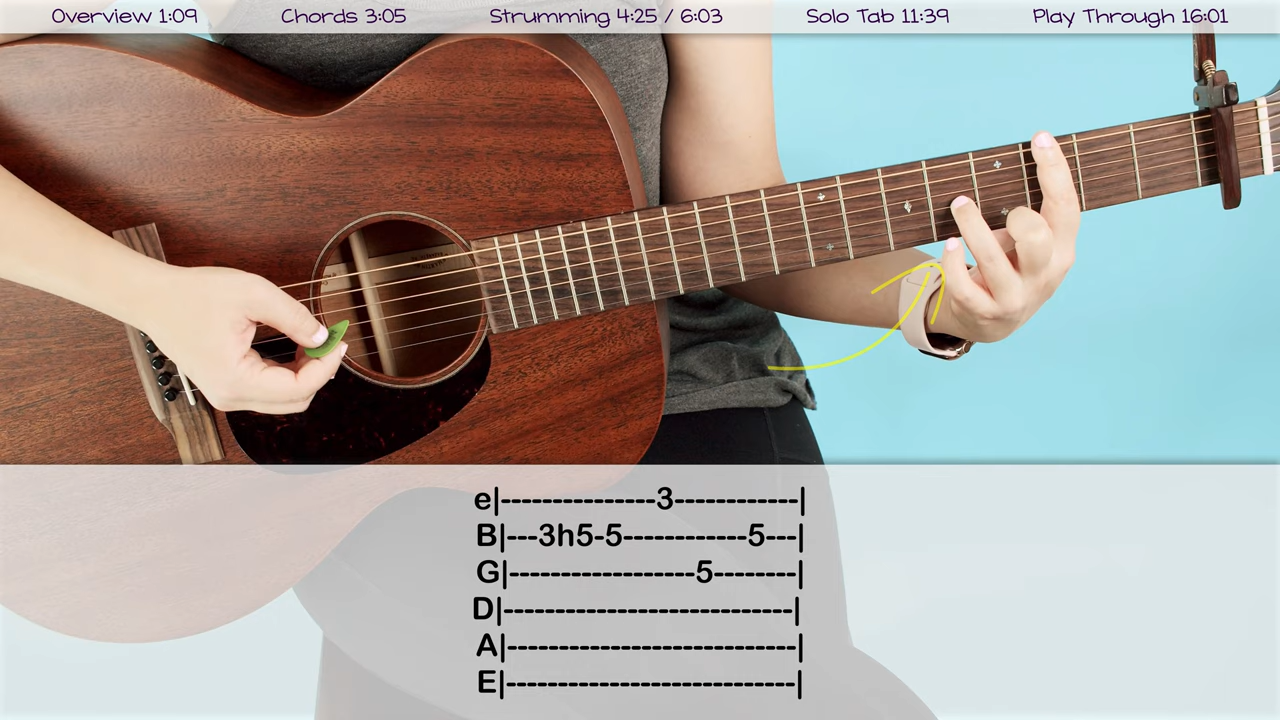 Overview 1:09 Chords 3:05 Strumming 4:25 / 6:03 Solo Tab 11:39 Play Through 16:01
e|---------------3------------|
B|---3h5-5------------5---|
G|------------------5--------|
D|----------------------------|
A|----------------------------|
E|----------------------------|